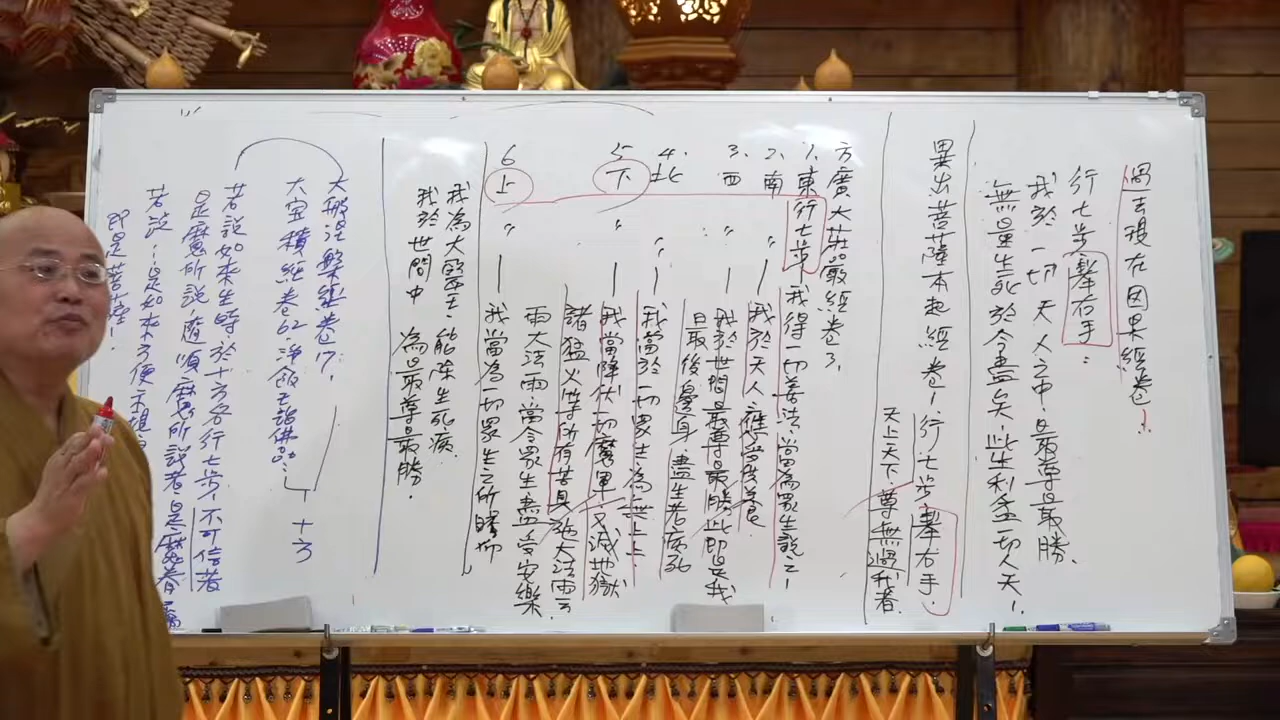 過去現在因果經卷1:
行七步舉右手:
我於一切天人之中最尊最勝、
無量生死於今盡矣,此生利益一切人天!
異出菩薩本起經卷1行七步舉右手.
天上天下尊無過我者.
方廣大莊嚴經卷3,
1、東行七步 我得一切善法,當為眾生說之!
2、南 〃 — 我於天人應當供養
3、西 〃 — 我於世間最尊最勝此即是我
最後邊身 盡生老病死
4、北 〃 — 我當於一切眾生為無上上
5、下 〃 — 我當降伏一切魔軍 又滅地獄
諸猛火等所有苦具施大法雲
雨大法雨,當令眾生盡受安樂.
6、上 〃 — 我當為一切眾生之所瞻仰
我為大醫王,能除生死病
我於世間中 為最尊最勝.
大般涅槃經卷17,
大寶積經卷62.淨飯王詣佛品:
十方
若說如來生時於十方各行七步,不可信者
是魔所說,隨順魔所說者是魔眷屬
若說…是如來方便示現
即是菩薩!